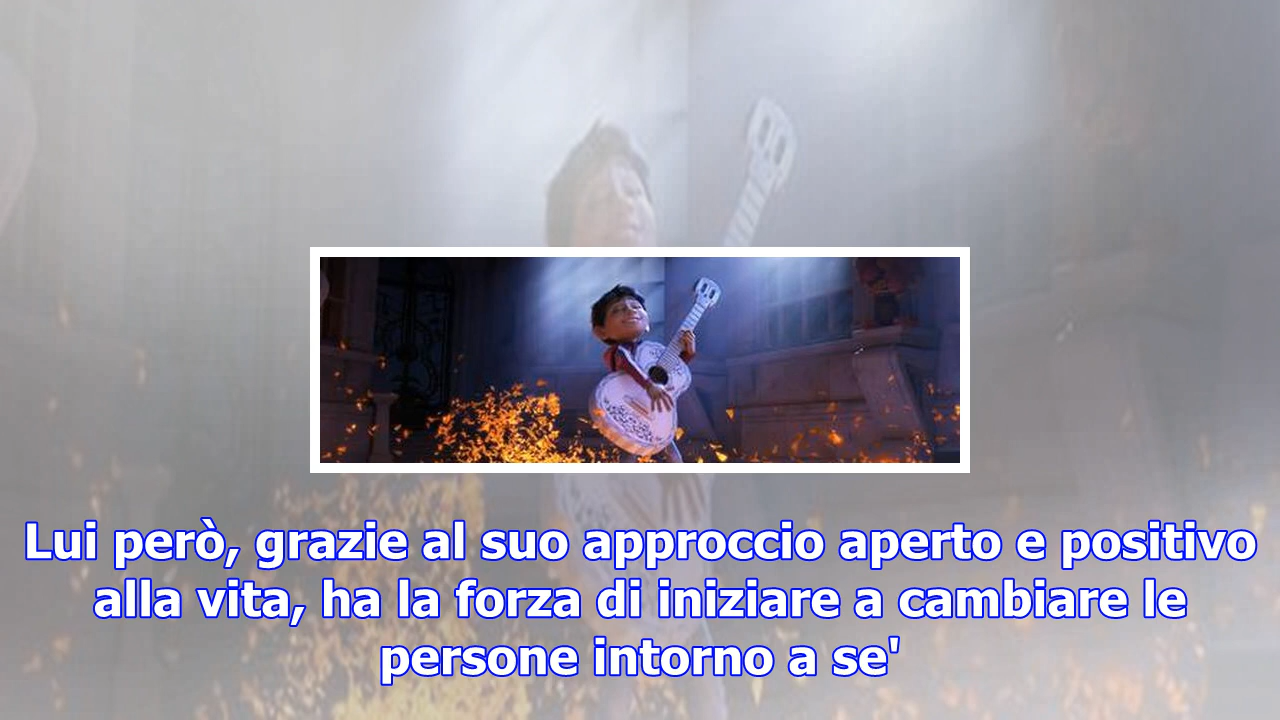 Lui però, grazie al suo approccio aperto e positivo
alla vita, ha la forza di iniziare a cambiare le
persone intorno a se'